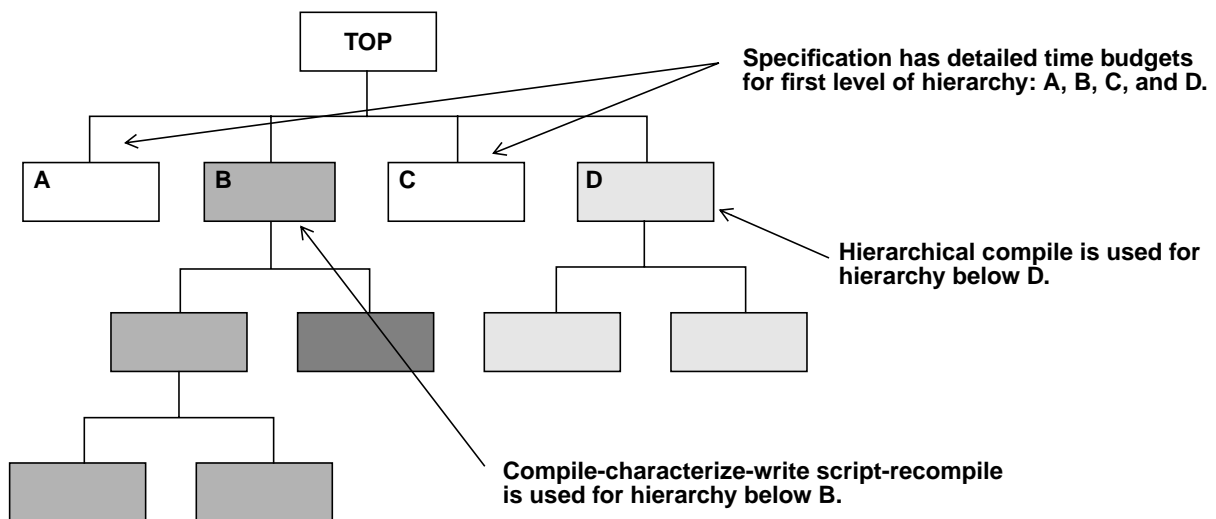 TOP
Specification has detailed time budgets
for first level of hierarchy: A, B, C, and D.
A
B
C
D
Hierarchical compile is used for
hierarchy below D.
Compile-characterize-write script-recompile
is used for hierarchy below B.